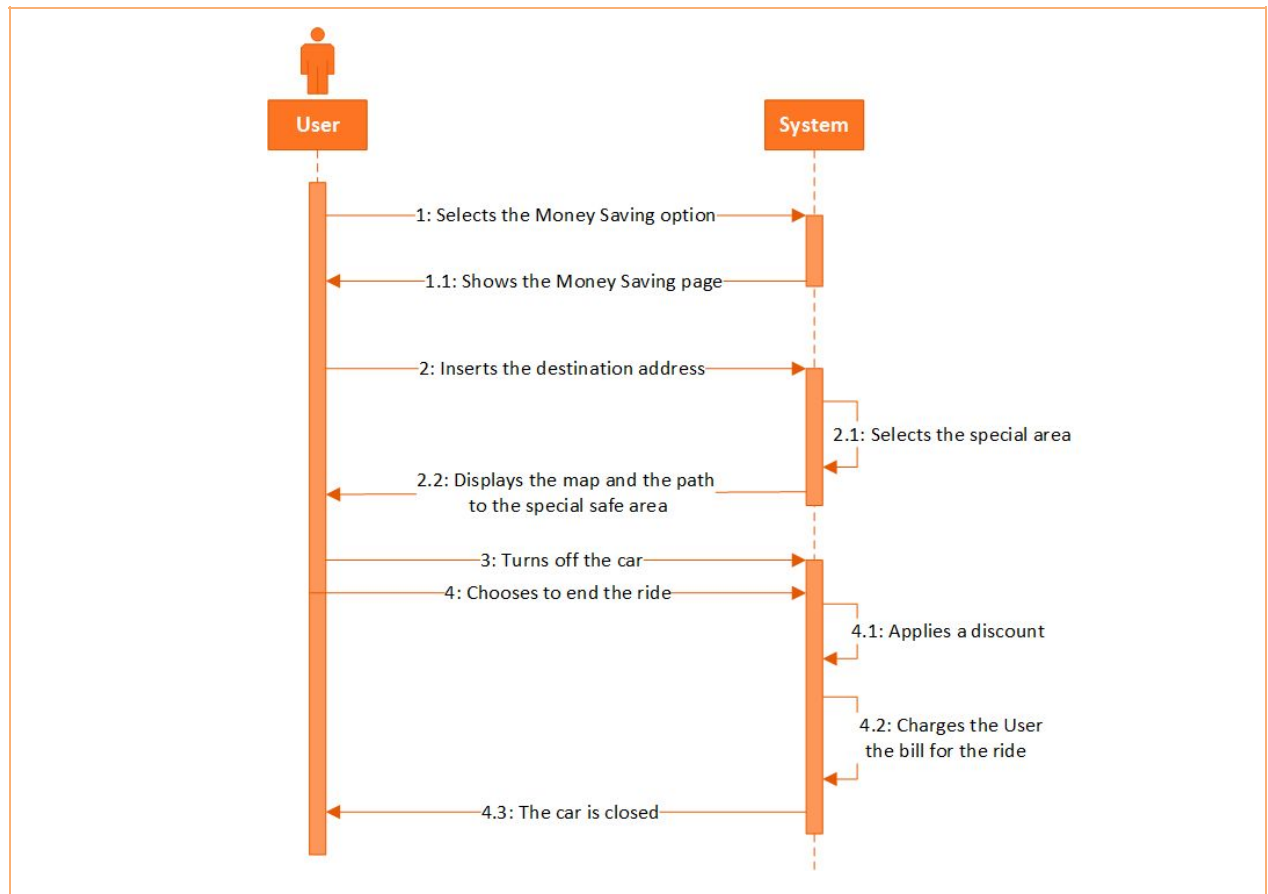 User
System
1: Selects the Money Saving option
1.1: Shows the Money Saving page
2: Inserts the destination address
2.1: Selects the special area
2.2: Displays the map and the path
to the special safe area
3: Turns off the car
4: Chooses to end the ride
4.1: Applies a discount
4.2: Charges the User
the bill for the ride
4.3: The car is closed